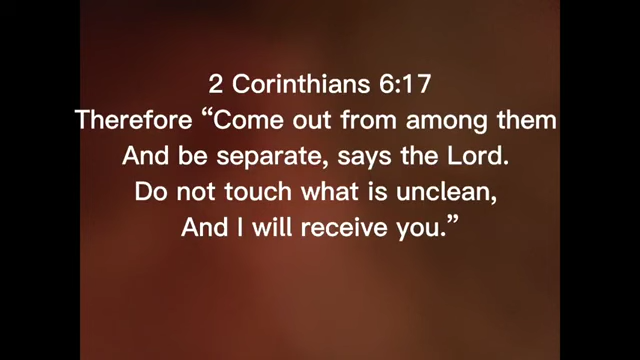 2 Corinthians 6:17
Therefore “Come out from among them
And be separate, says the Lord.
Do not touch what is unclean,
And I will receive you.”